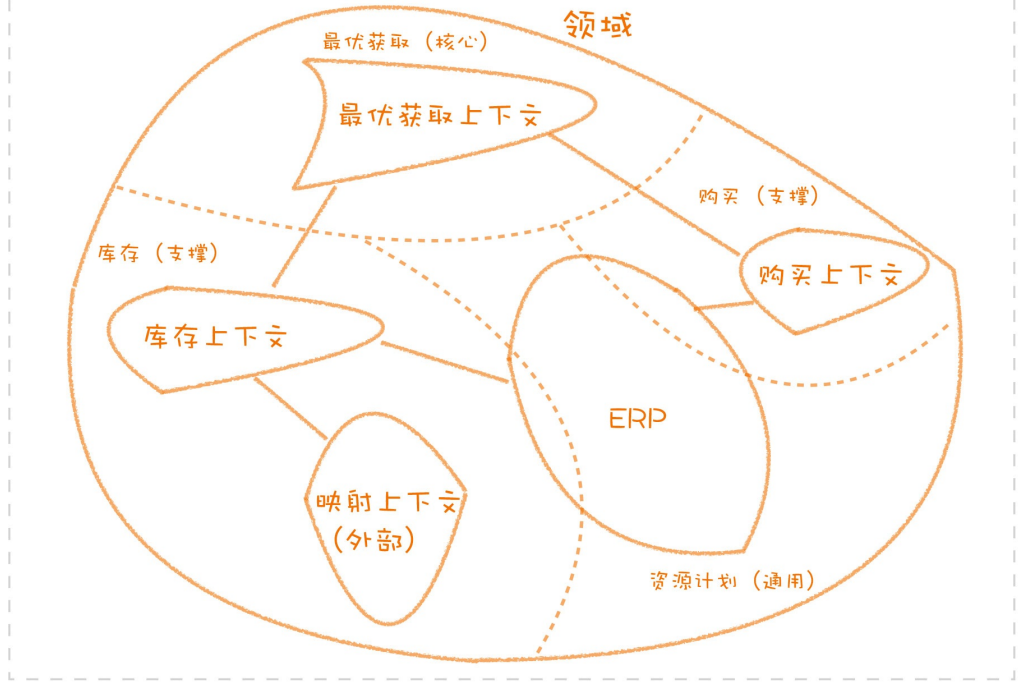 领域
最优获取（核心）
最优获取上下文
购买（支撑）
库存（支撑）
购买上下文
库存上下文
ERP
映射上下文
（外部）
资源计划（通用）